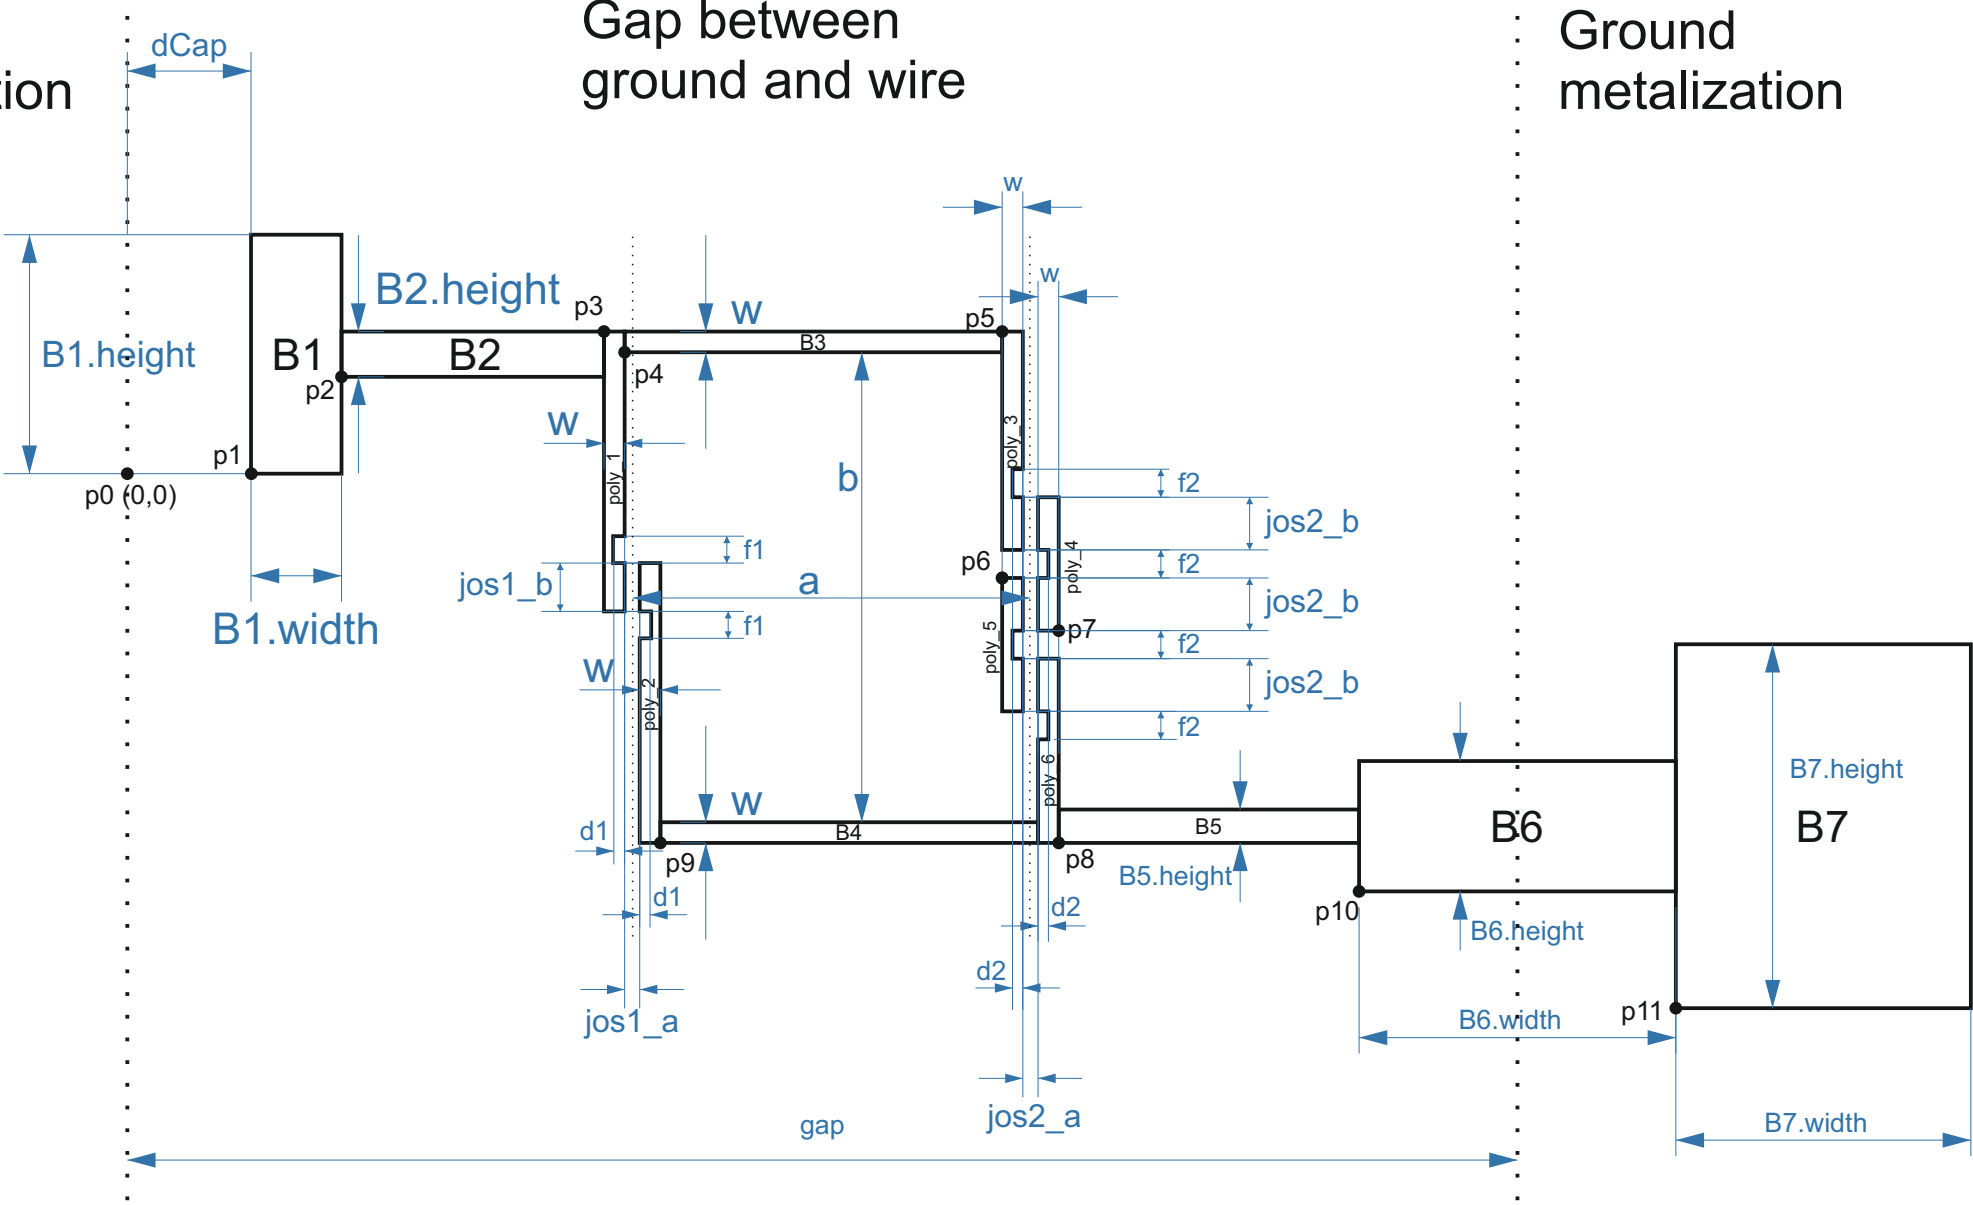 Gap between
ground and wire
Ground
metalization
tion
dCap
w
w
B2.height
p3
w
p5
B1.height
B1
B2
B3
p2
p4
w
poly_3
p1
poly_1
b
p0 (0,0)
f2
jos2_b
f1
poly_4
p6
f2
jos1_b
a
jos2_b
B1.width
f1
poly_5
p7
f2
w
poly_2
jos2_b
f2
poly_6
B7.height
w
d1
B4
B5
B6
B7
p9
p8
B5.height
d1
d2
p10
B6.height
d2
jos1_a
B6.width
p11
jos2_a
gap
B7.width